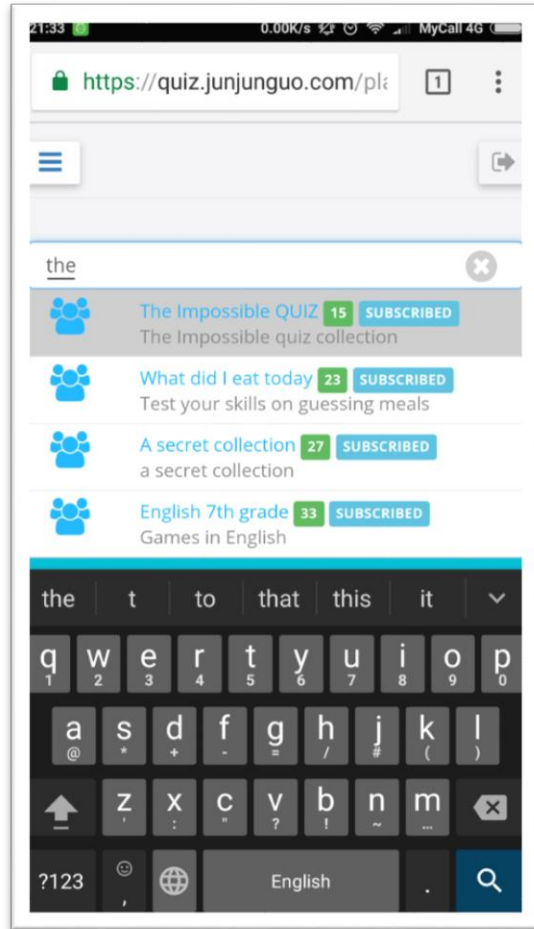 21:33 0.00K/s MyCall 4G
https://quiz.junjunguo.com/pla 1
the
The Impossible QUIZ 15 SUBSCRIBED
The Impossible quiz collection
What did I eat today 23 SUBSCRIBED
Test your skills on guessing meals
A secret collection 27 SUBSCRIBED
a secret collection
English 7th grade 33 SUBSCRIBED
Games in English
the t to that this it
q w e r t y u i o p
1 2 3 4 5 6 7 8 9 0
a s d f g h j k l
@ * + - = / # ( )
z x c v b n m
' : " ? ! ~ ...
?123 , English .